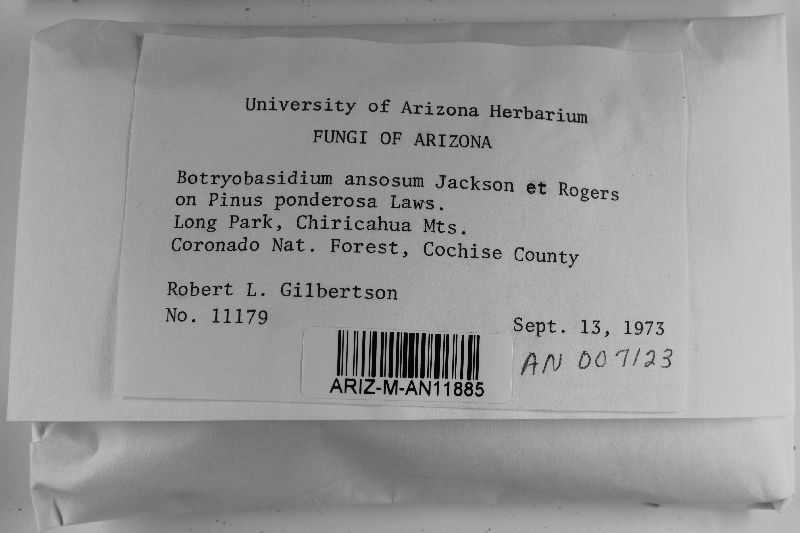 University of Arizona Herbarium
FUNGI OF ARIZONA
Botryobasidium ansosum Jackson et Rogers
on Pinus ponderosa Laws.
Long Park, Chiricahua Mts.
Coronado Nat. Forest, Cochise County
Robert L. Gilbertson
No. 11179
Sept. 13, 1973
AN 007123
ARIZ-M-AN11885